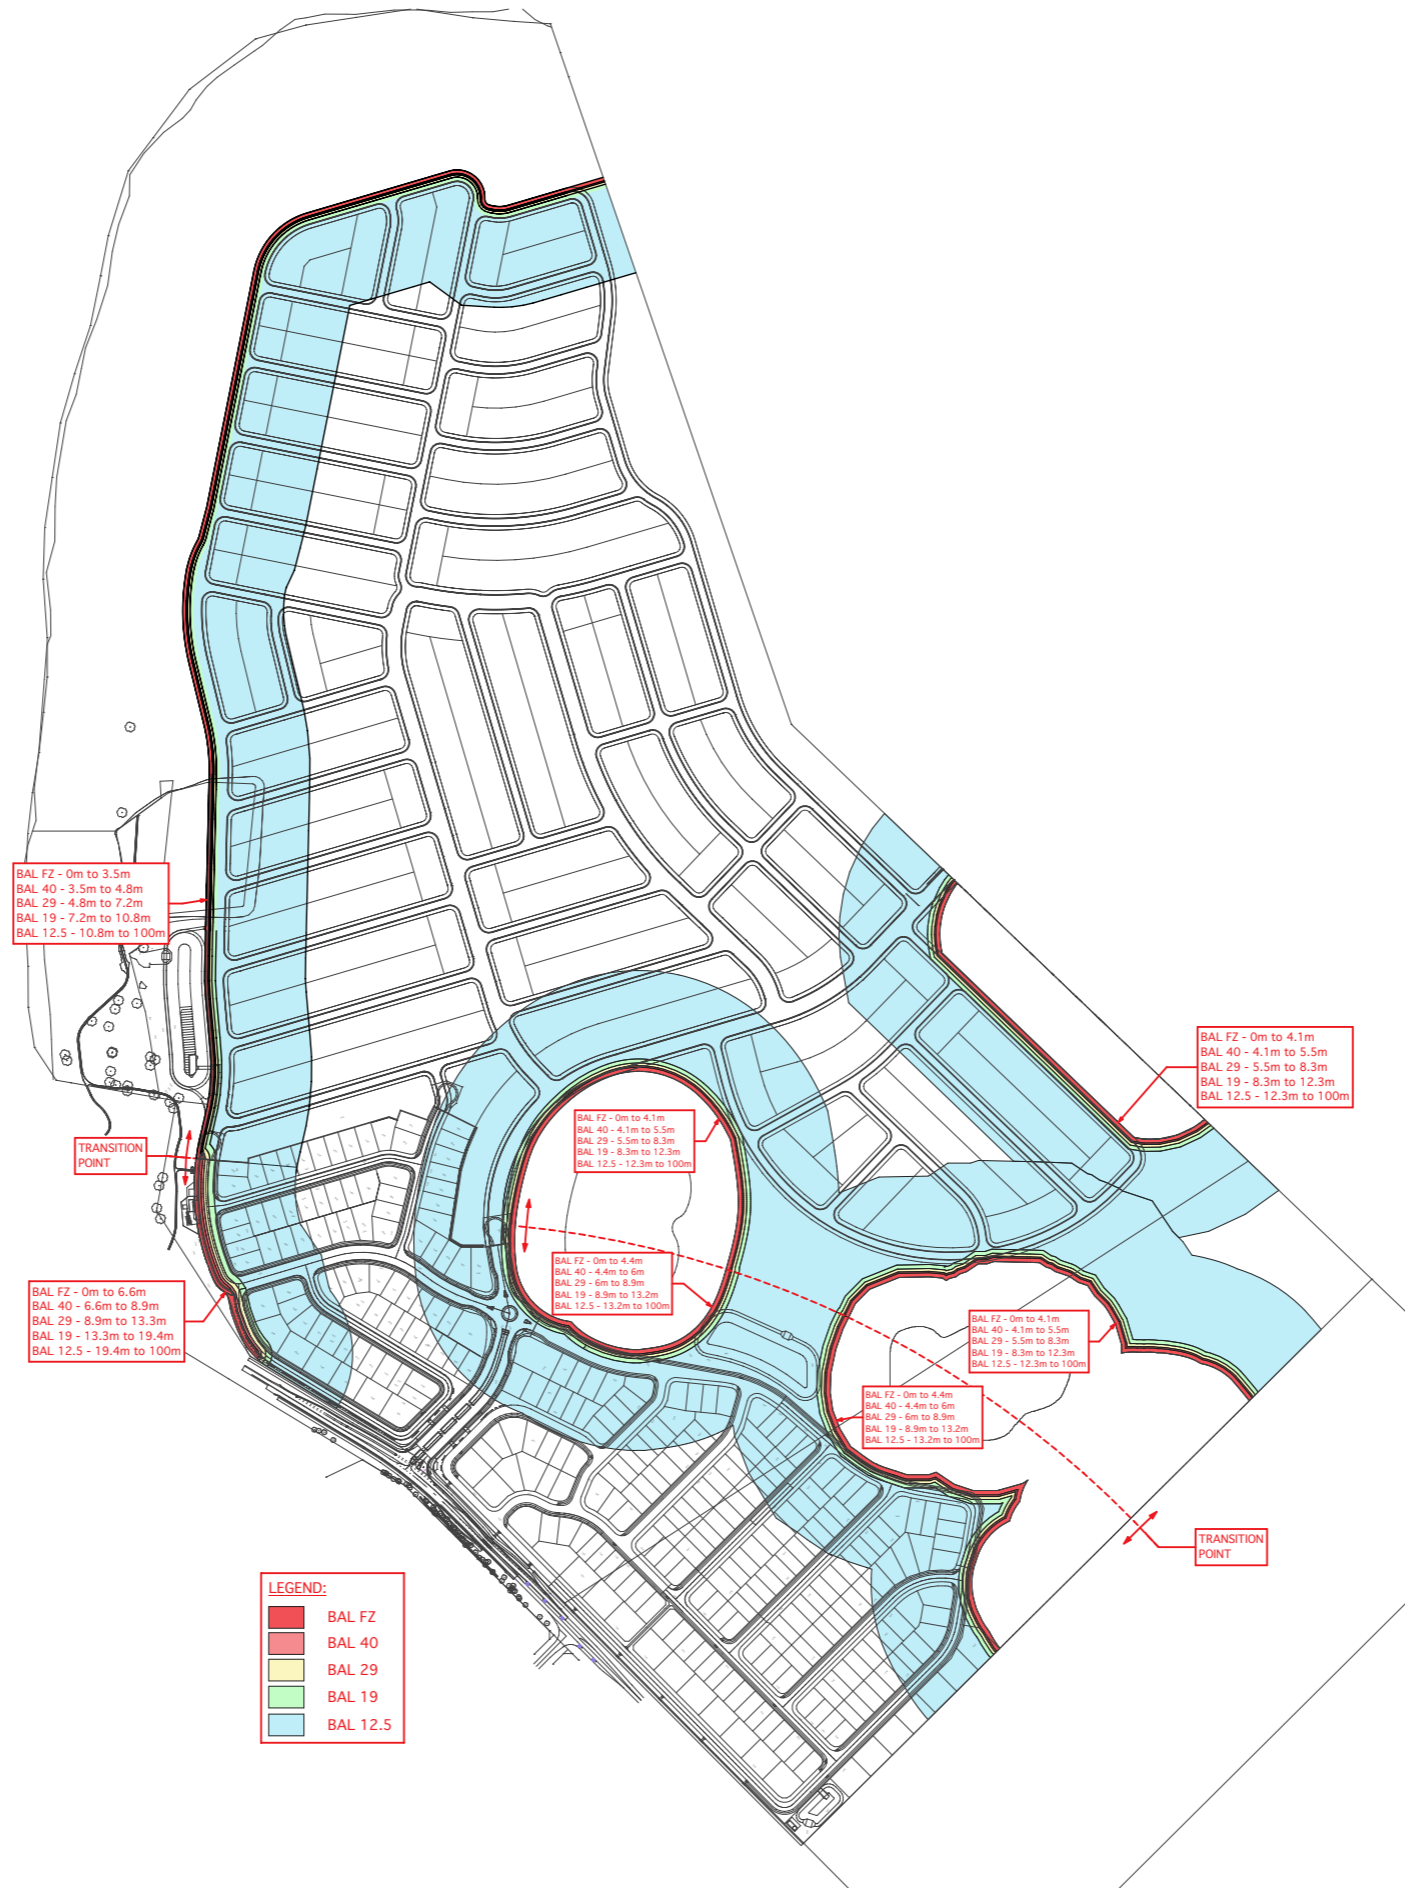 BAL FZ - 0m to 3.5m
BAL 40 - 3.5m to 4.8m
BAL 29 - 4.8m to 7.2m
BAL 19 - 7.2m to 10.8m
BAL 12.5 - 10.8m to 100m
BAL FZ - 0m to 4.1m
BAL 40 - 4.1m to 5.5m
BAL 29 - 5.5m to 8.3m
BAL 19 - 8.3m to 12.3m
BAL 12.5 - 12.3m to 100m
BAL FZ - 0m to 4.1m
BAL 40 - 4.1m to 5.5m
BAL 29 - 5.5m to 8.3m
BAL 19 - 8.3m to 12.3m
BAL 12.5 - 12.3m to 100m
TRANSITION
POINT
BAL FZ - 0m to 4.4m
BAL 40 - 4.4m to 6m
BAL 29 - 6m to 8.9m
BAL 19 - 8.9m to 13.2m
BAL 12.5 - 13.2m to 100m
BAL FZ - 0m to 6.6m
BAL 40 - 6.6m to 8.9m
BAL 29 - 8.9m to 13.3m
BAL 19 - 13.3m to 19.4m
BAL 12.5 - 19.4m to 100m
BAL FZ - 0m to 4.1m
BAL 40 - 4.1m to 5.5m
BAL 29 - 5.5m to 8.3m
BAL 19 - 8.3m to 12.3m
BAL 12.5 - 12.3m to 100m
BAL FZ - 0m to 4.4m
BAL 40 - 4.4m to 6m
BAL 29 - 6m to 8.9m
BAL 19 - 8.9m to 13.2m
BAL 12.5 - 13.2m to 100m
TRANSITION
POINT
LEGEND:
BAL FZ
BAL 40
BAL 29
BAL 19
BAL 12.5